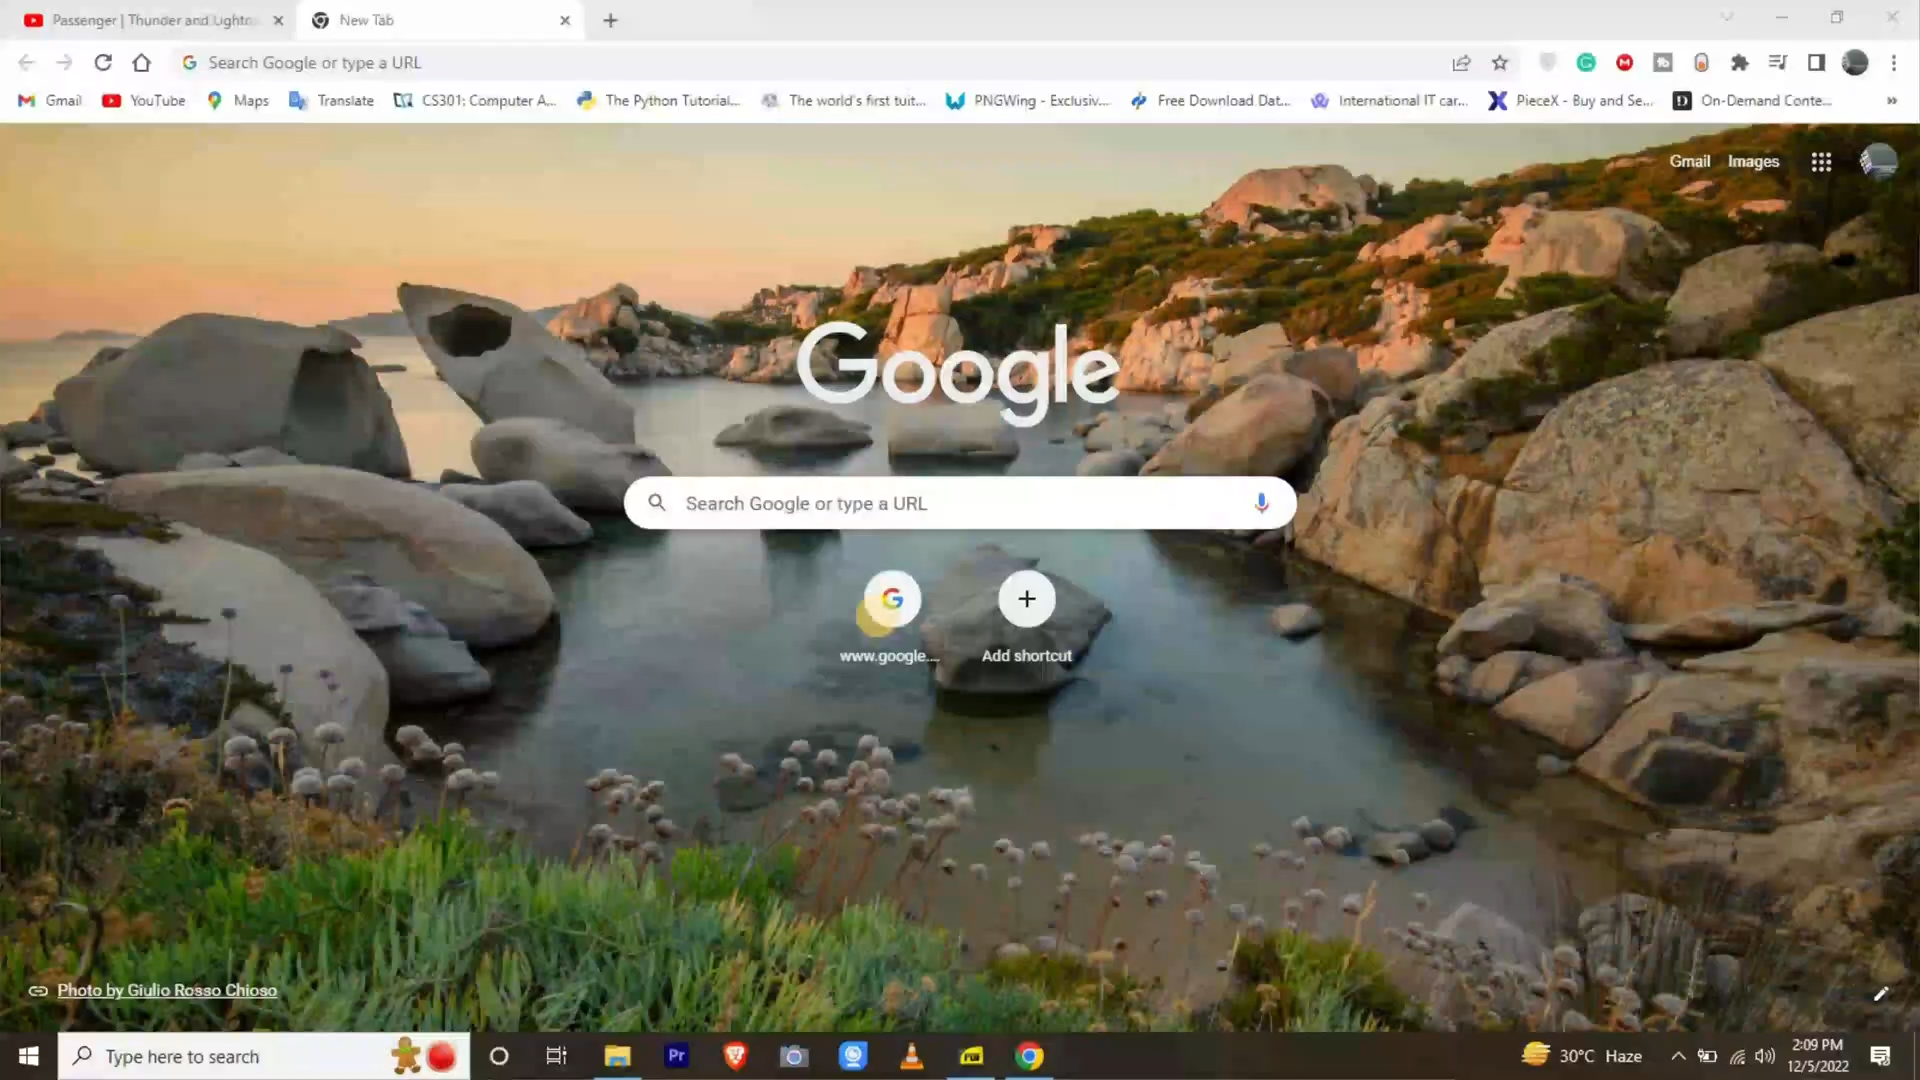 Passenger | Thunder and Lightn
New Tab
Search Google or type a URL
Gmail
YouTube
Maps
Translate
CS301: Computer A...
The Python Tutorial...
The world's first tuit...
PNGWing - Exclusiv...
Free Download Dat...
International IT car...
PieceX - Buy and Se...
On-Demand Conte...
Gmail
Images
Google
Search Google or type a URL
www.google....
Add shortcut
Photo by Giulio Rosso Chioso
Type here to search
Pr
30°C Haze
2:09 PM
12/5/2022